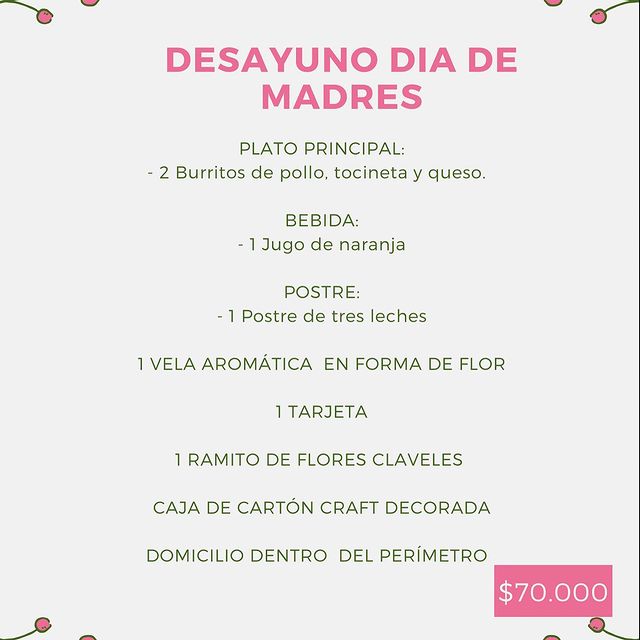 DESAYUNO DIA DE
MADRES
PLATO PRINCIPAL:
- 2 Burritos de pollo, tocineta y queso.
BEBIDA:
- 1 Jugo de naranja
POSTRE:
- 1 Postre de tres leches
1 VELA AROMÁTICA EN FORMA DE FLOR
1 TARJETA
1 RAMITO DE FLORES CLAVELES
CAJA DE CARTÓN CRAFT DECORADA
DOMICILIO DENTRO DEL PERÍMETRO
$70.000